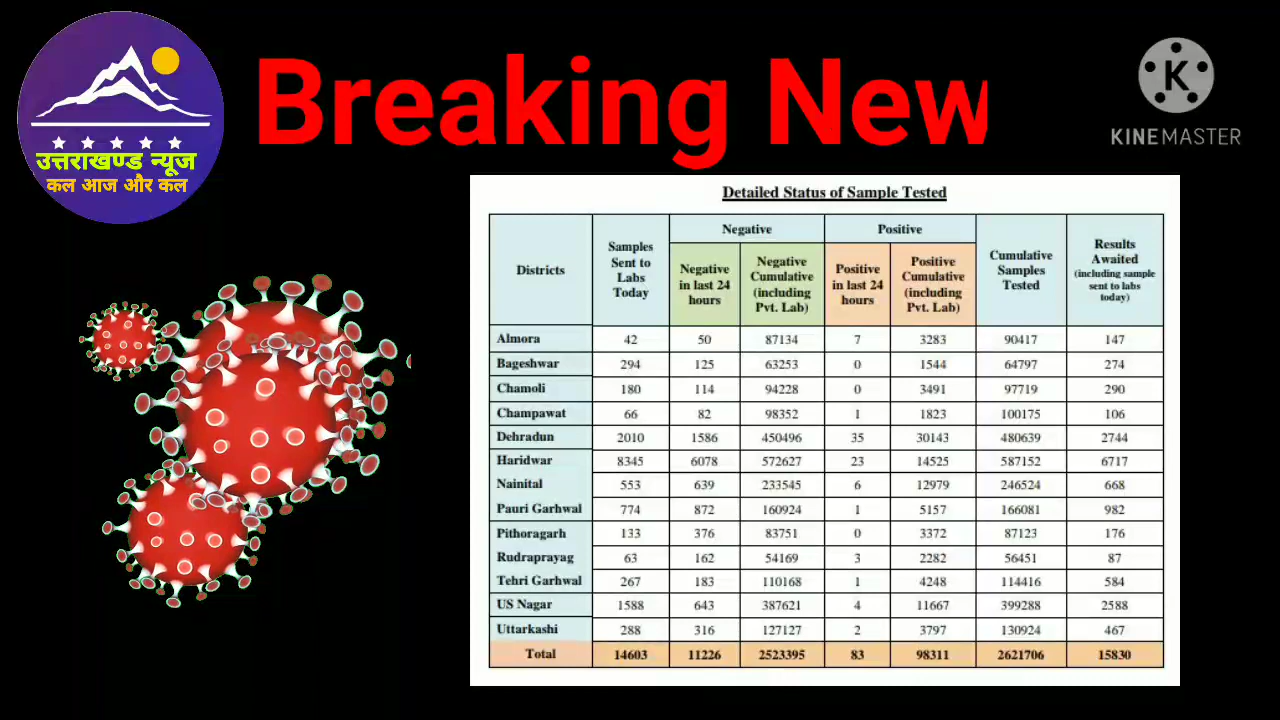 Breaking New
K
KINEMASTER
उत्तराखण्ड न्यूज
कल आज और कल
Detailed Status of Sample Tested
Districts Samples Sent to Labs Today Negative Positive Cumulative Samples Tested Results Awaited (including sample sent to labs today)
Negative in last 24 hours Negative Cumulative (including Pvt. Lab) Positive in last 24 hours Positive Cumulative (including Pvt. Lab)
Almora 42 50 87134 7 3283 90417 147
Bageshwar 294 125 63253 0 1544 64797 274
Chamoli 180 114 94228 0 3491 97719 290
Champawat 66 82 98352 1 1823 100175 106
Dehradun 2010 1586 450496 35 30143 480639 2744
Haridwar 8345 6078 572627 23 14525 587152 6717
Nainital 553 639 233545 6 12979 246524 668
Pauri Garhwal 774 872 160924 1 5157 166081 982
Pithoragarh 133 376 83751 0 3372 87123 176
Rudraprayag 63 162 54169 3 2282 56451 87
Tehri Garhwal 267 183 110168 1 4248 114416 584
US Nagar 1588 643 387621 4 11667 399288 2588
Uttarkashi 288 316 127127 2 3797 130924 467
Total 14603 11226 2523395 83 98311 2621706 15830